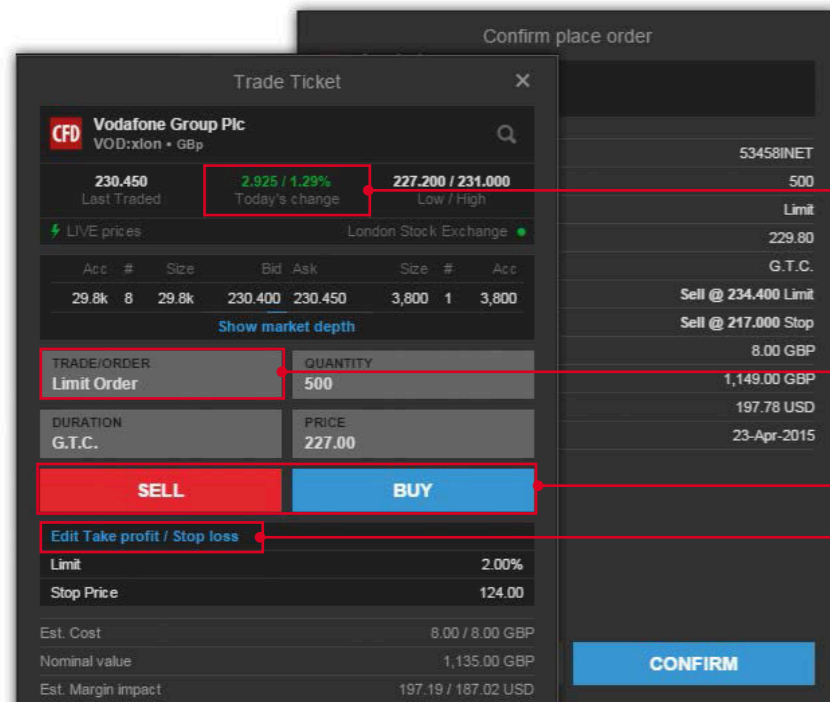 Confirm place order
Trade Ticket ×
CFD Vodafone Group Plc
VOD:xlon • GBp
230.450 2.925 / 1.29% 227.200 / 231.000
Last Traded Today's change Low / High
LIVE prices London Stock Exchange
Acc # Size Bid Ask Size # Acc
29.8k 8 29.8k 230.400 230.450 3,800 1 3,800
Show market depth
TRADE/ORDER QUANTITY
Limit Order 500
DURATION PRICE
G.T.C. 227.00
SELL BUY
Edit Take profit / Stop loss
Limit 2.00%
Stop Price 124.00
Est. Cost 8.00 / 8.00 GBP
Nominal value 1,135.00 GBP
Est. Margin impact 197.19 / 187.02 USD
53458INET
500
Limit
229.80
G.T.C.
Sell @ 234.400 Limit
Sell @ 217.000 Stop
8.00 GBP
1,149.00 GBP
197.78 USD
23-Apr-2015
CONFIRM